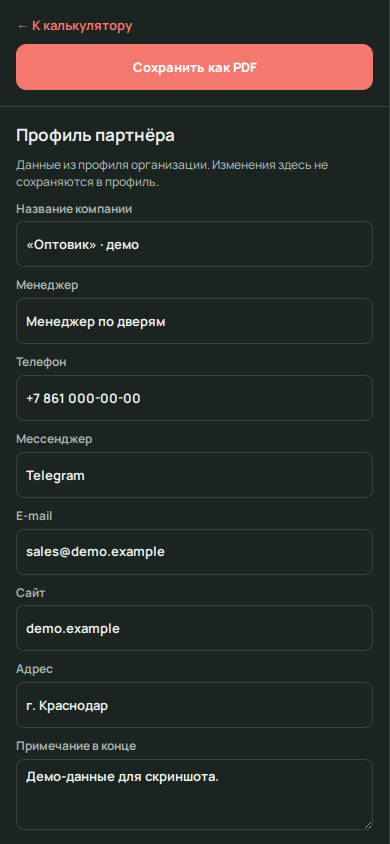 ← К калькулятору
Сохранить как PDF
Профиль партнёра
Данные из профиля организации. Изменения здесь не
сохраняются в профиль.
Название компании
«Оптовик» · демо
Менеджер
Менеджер по дверям
Телефон
+7 861 000-00-00
Мессенджер
Telegram
E-mail
sales@demo.example
Сайт
demo.example
Адрес
г. Краснодар
Примечание в конце
Демо-данные для скриншота.